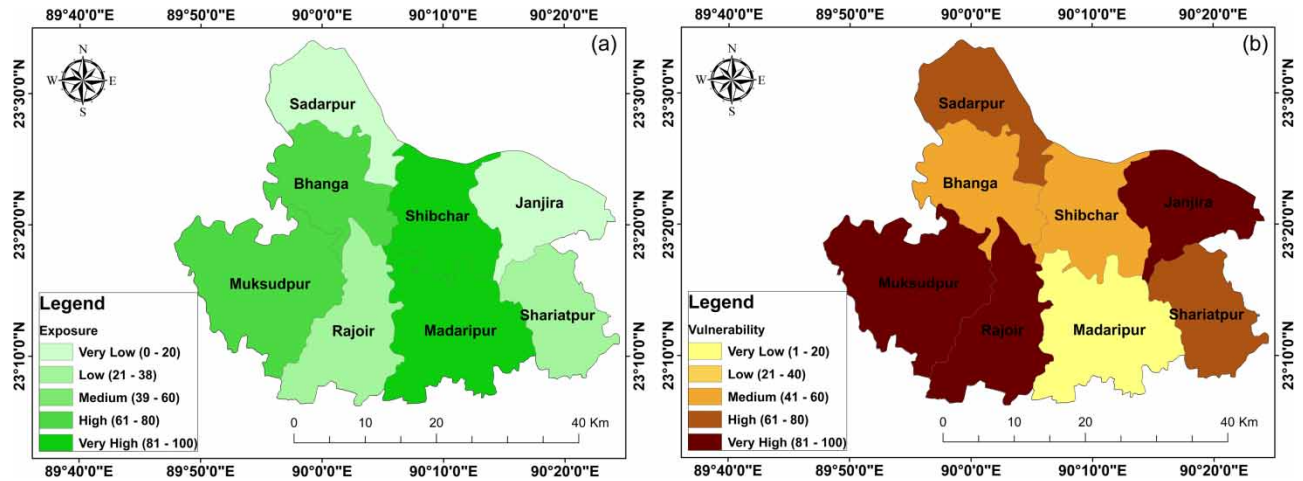 89°40'0"E 89°50'0"E 90°0'0"E 90°10'0"E 90°20'0"E
(a)
N
W E
S
23°30'0"N
23°20'0"N
23°10'0"N
23°30'0"N
23°20'0"N
23°10'0"N
Sadarpur
Bhanga
Shibchar
Janjira
Muksudpur
Rajoir
Madaripur
Shariatpur
Legend
Exposure
Very Low (0 - 20)
Low (21 - 38)
Medium (39 - 60)
High (61 - 80)
Very High (81 - 100)
0 10 20 40 Km
89°40'0"E 89°50'0"E 90°0'0"E 90°10'0"E 90°20'0"E
89°40'0"E 89°50'0"E 90°0'0"E 90°10'0"E 90°20'0"E
(b)
N
W E
S
23°30'0"N
23°20'0"N
23°10'0"N
Sadarpur
Bhanga
Shibchar
Janjira
Muksudpur
Rajoir
Madaripur
Shariatpur
Legend
Vulnerability
Very Low (1 - 20)
Low (21 - 40)
Medium (41 - 60)
High (61 - 80)
Very High (81 - 100)
0 10 20 40 Km
23°30'0"N
23°20'0"N
23°10'0"N
89°40'0"E 89°50'0"E 90°0'0"E 90°10'0"E 90°20'0"E